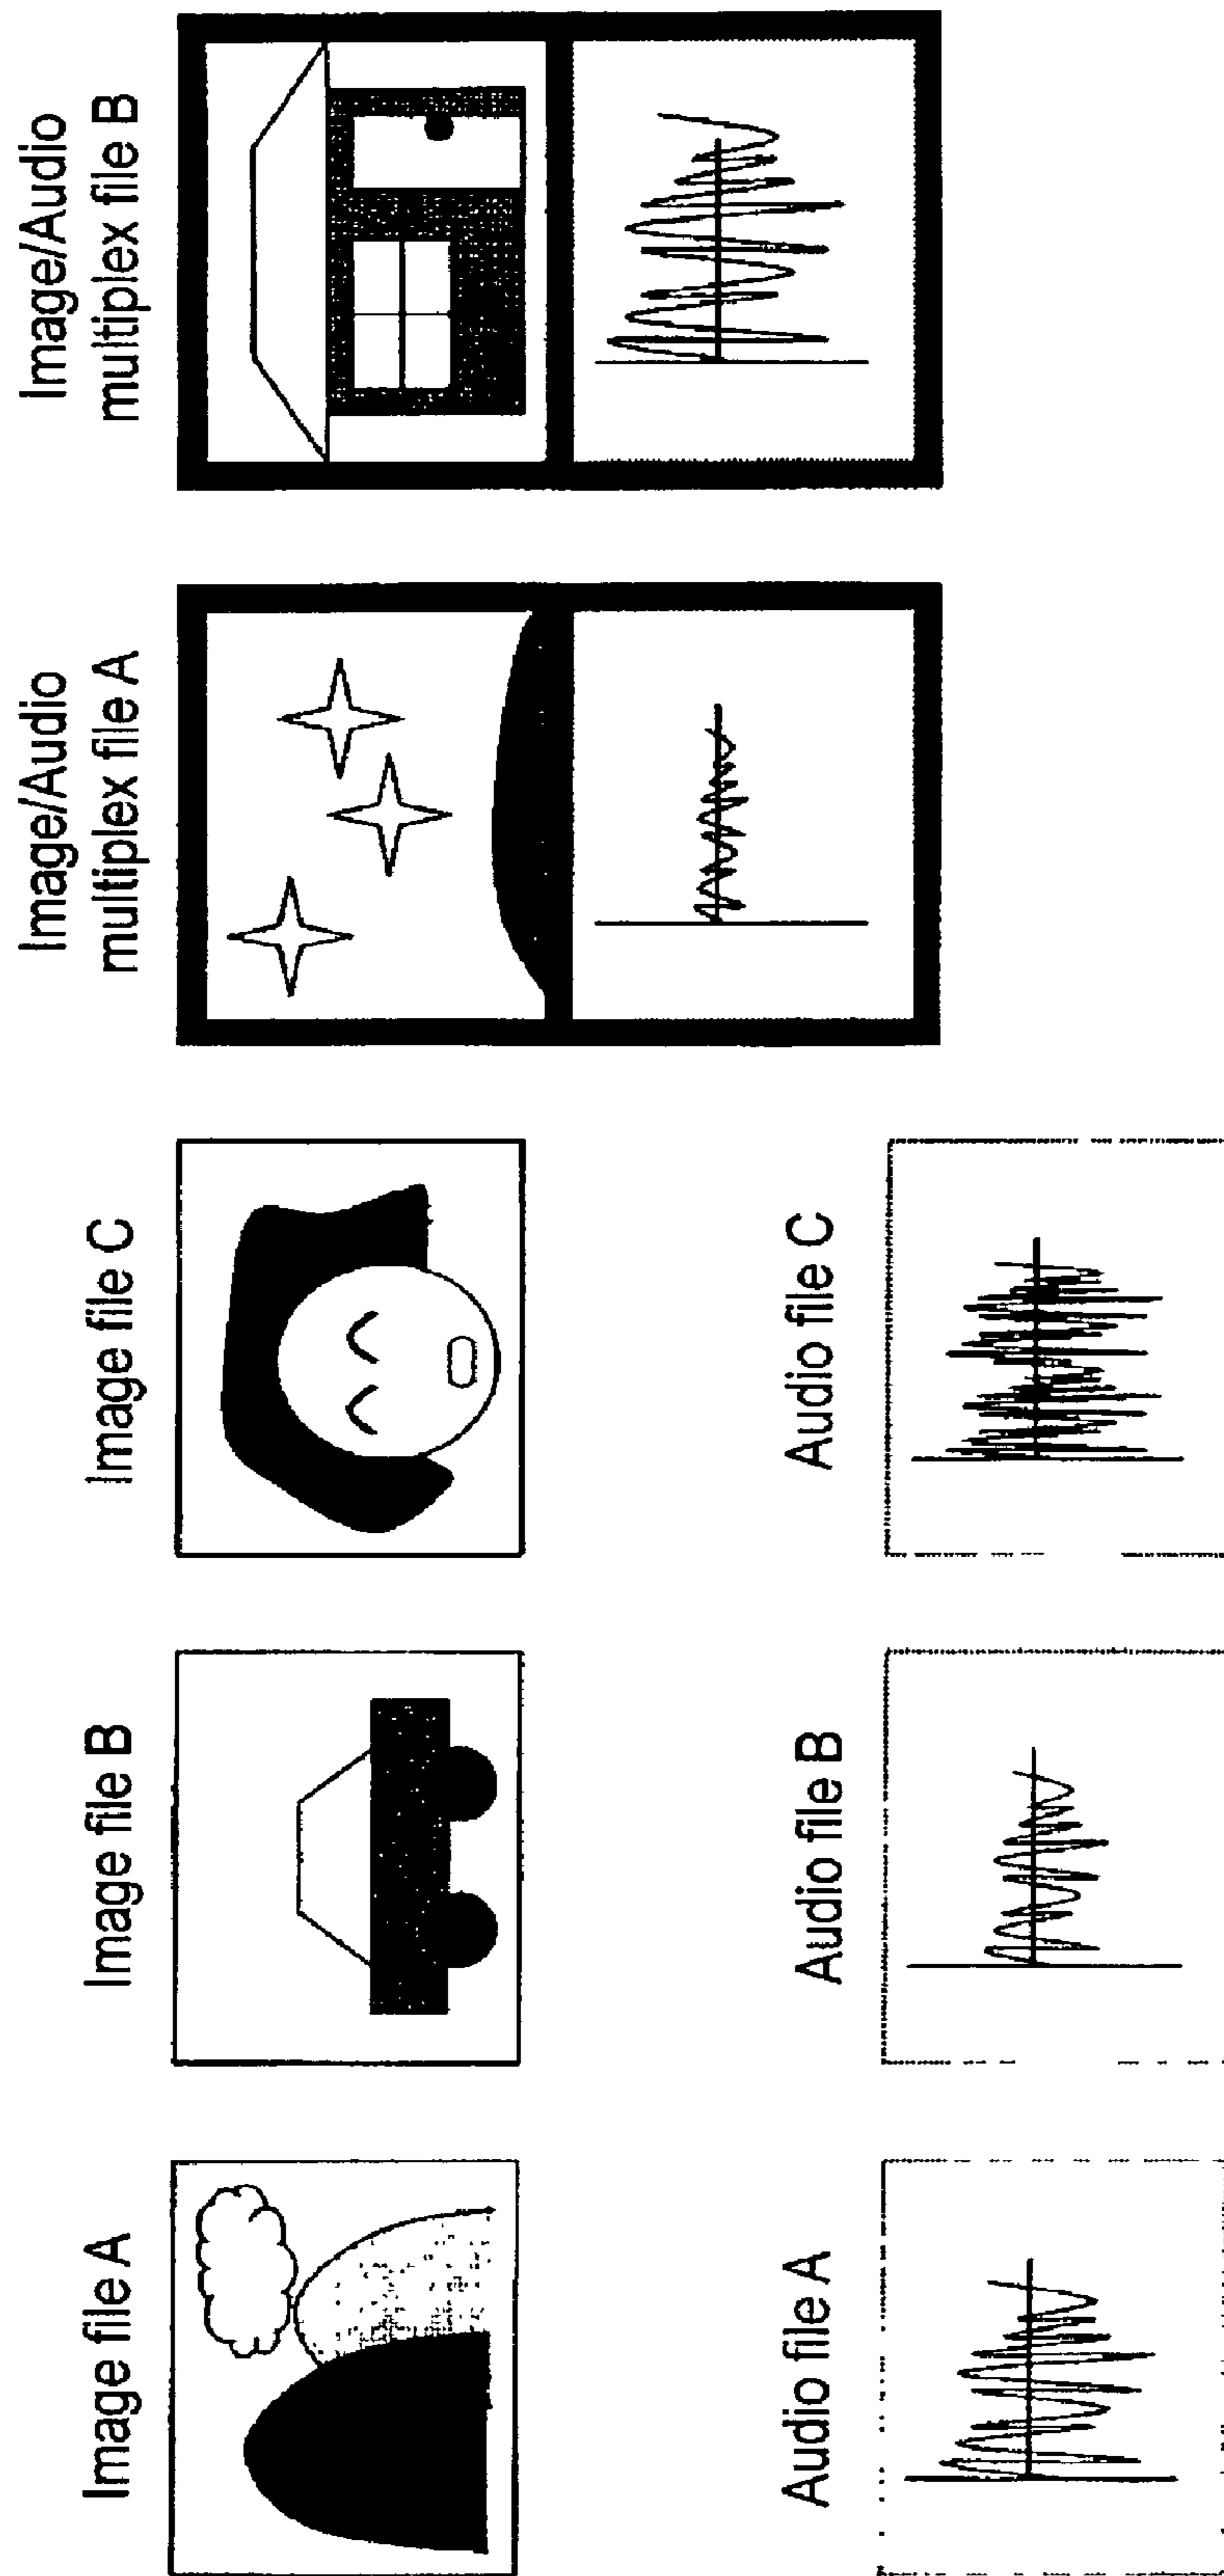 Image file A
Image file B
Image file C
Image/Audio
multiplex file A
Image/Audio
multiplex file B
Audio file A
Audio file B
Audio file C